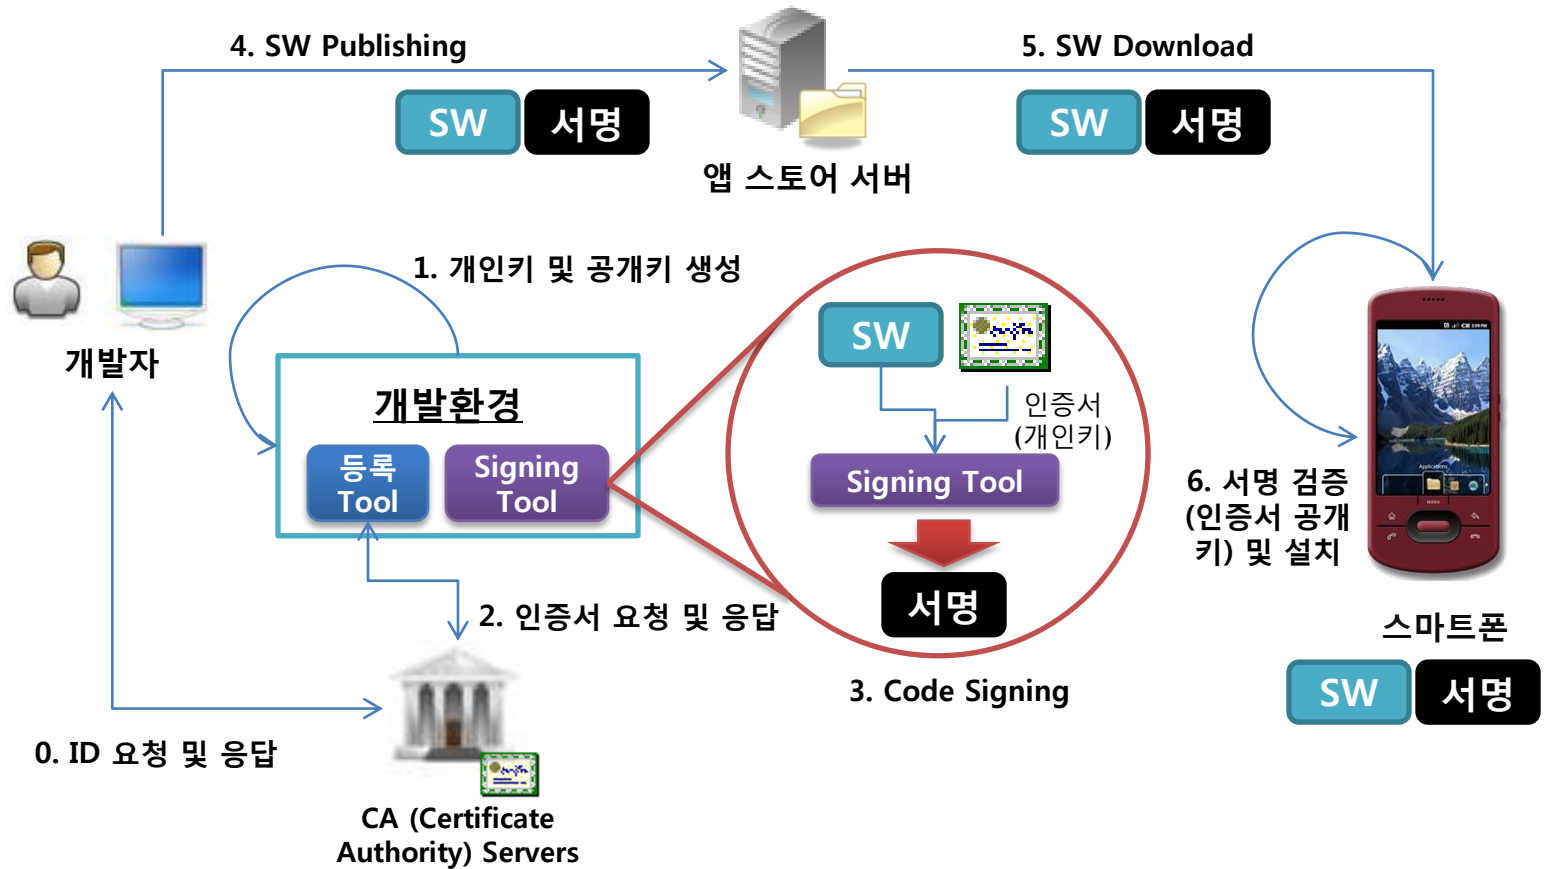 4. SW Publishing
5. SW Download
SW 서명
SW 서명
앱 스토어 서버
1. 개인키 및 공개키 생성
개발자
개발환경
등록
Tool
Signing
Tool
SW
인증서
(개인키)
Signing Tool
서명
3. Code Signing
2. 인증서 요청 및 응답
0. ID 요청 및 응답
CA (Certificate
Authority) Servers
6. 서명 검증
(인증서 공개
키) 및 설치
Applications
MENU
스마트폰
SW 서명